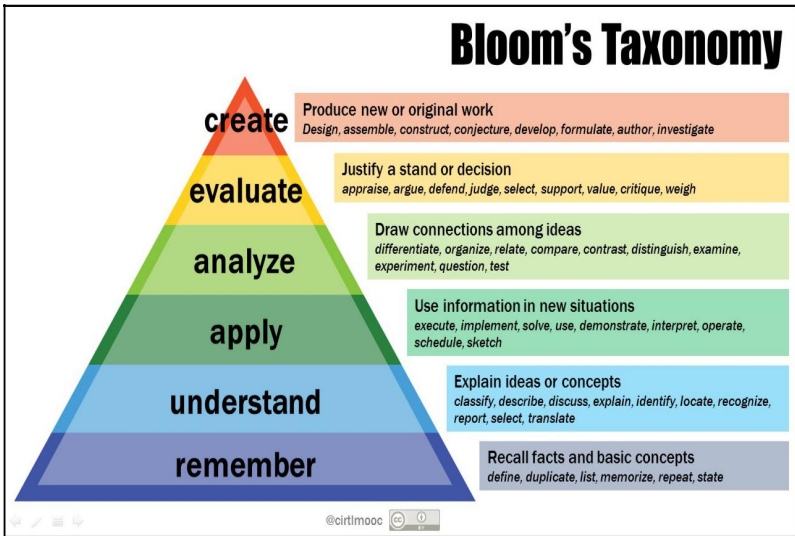 Bloom's Taxonomy
create
Produce new or original work
Design, assemble, construct, conjecture, develop, formulate, author, investigate
evaluate
Justify a stand or decision
appraise, argue, defend, judge, select, support, value, critique, weigh
analyze
Draw connections among ideas
differentiate, organize, relate, compare, contrast, distinguish, examine,
experiment, question, test
apply
Use information in new situations
execute, implement, solve, use, demonstrate, interpret, operate,
schedule, sketch
understand
Explain ideas or concepts
classify, describe, discuss, explain, identify, locate, recognize,
report, select, translate
remember
Recall facts and basic concepts
define, duplicate, list, memorize, repeat, state
@cirtlmooc
cc
BY